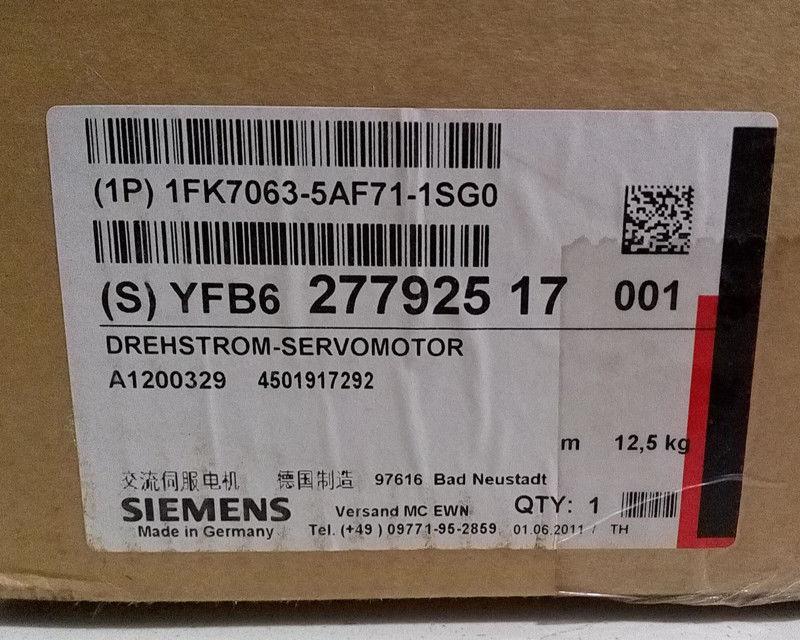 (1P) 1FK7063-5AF71-1SG0
(S) YFB6 277925 17 001
DREHSTROM-SERVOMOTOR
A1200329 4501917292
m 12,5 kg
交流伺服电机 德国制造 97616 Bad Neustadt
SIEMENS Versand MC EWN QTY: 1
Made in Germany Tel. (+49 ) 09771-95-2859 01.06.2011 / TH